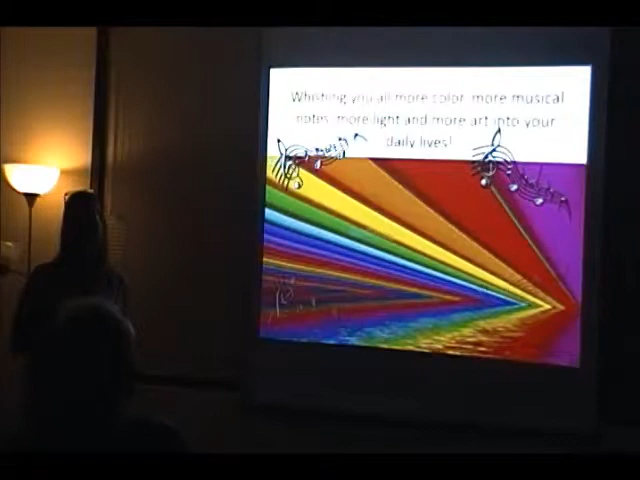 Whishing you all more color more musical
notes more light and more art into your
daily lives!